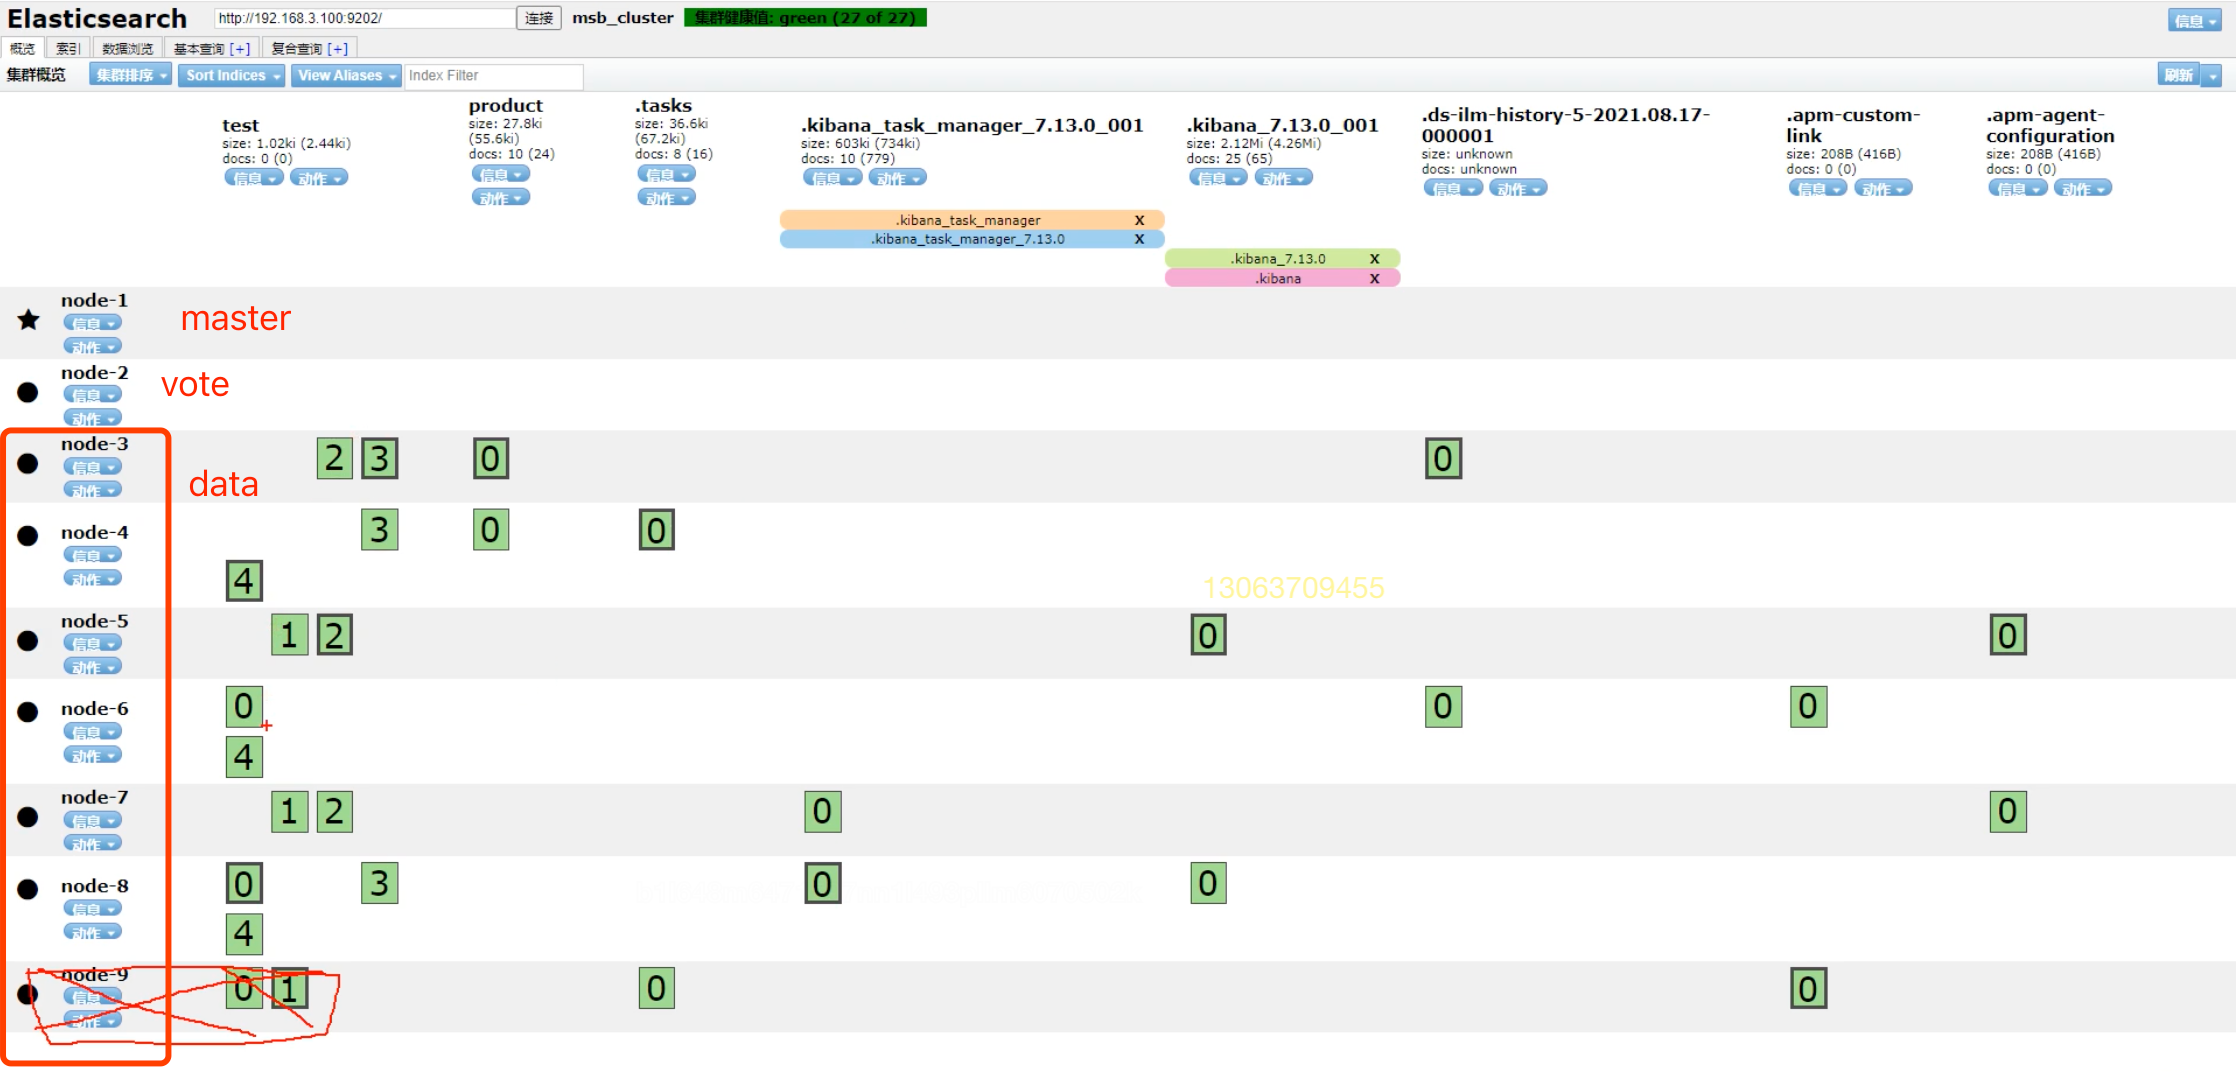 Elasticsearch http://192.168.3.100:9202/ 连接 msb_cluster 集群健康值: green (27 of 27) 信息
概览 索引 数据浏览 基本查询 [+] 复合查询 [+]
集群概览 集群排序 Sort Indices View Aliases Index Filter 刷新
test
size: 1.02ki (2.44ki)
docs: 0 (0)
信息 动作
product
size: 27.8ki
(55.6ki)
docs: 10 (24)
信息
动作
.tasks
size: 36.6ki
(67.2ki)
docs: 8 (16)
信息
动作
.kibana_task_manager_7.13.0_001
size: 603ki (734ki)
docs: 10 (779)
信息 动作
.kibana_7.13.0_001
size: 2.12Mi (4.26Mi)
docs: 25 (65)
信息 动作
.ds-ilm-history-5-2021.08.17-
000001
size: unknown
docs: unknown
信息 动作
.apm-custom-
link
size: 208B (416B)
docs: 0 (0)
信息 动作
.apm-agent-
configuration
size: 208B (416B)
docs: 0 (0)
信息 动作
.kibana_task_manager X
.kibana_task_manager_7.13.0 X
.kibana_7.13.0 X
.kibana X
node-1
信息
动作
master
node-2
信息
动作
vote
node-3
信息
动作
data
2 3 0 0
node-4
信息
动作
3 0 0
4
13063709455
node-5
信息
动作
1 2 0 0
node-6
信息
动作
0 0 0
4
node-7
信息
动作
1 2 0 0
node-8
信息
动作
0 3 0 0
4
node-9
信息
动作
0 1 0 0